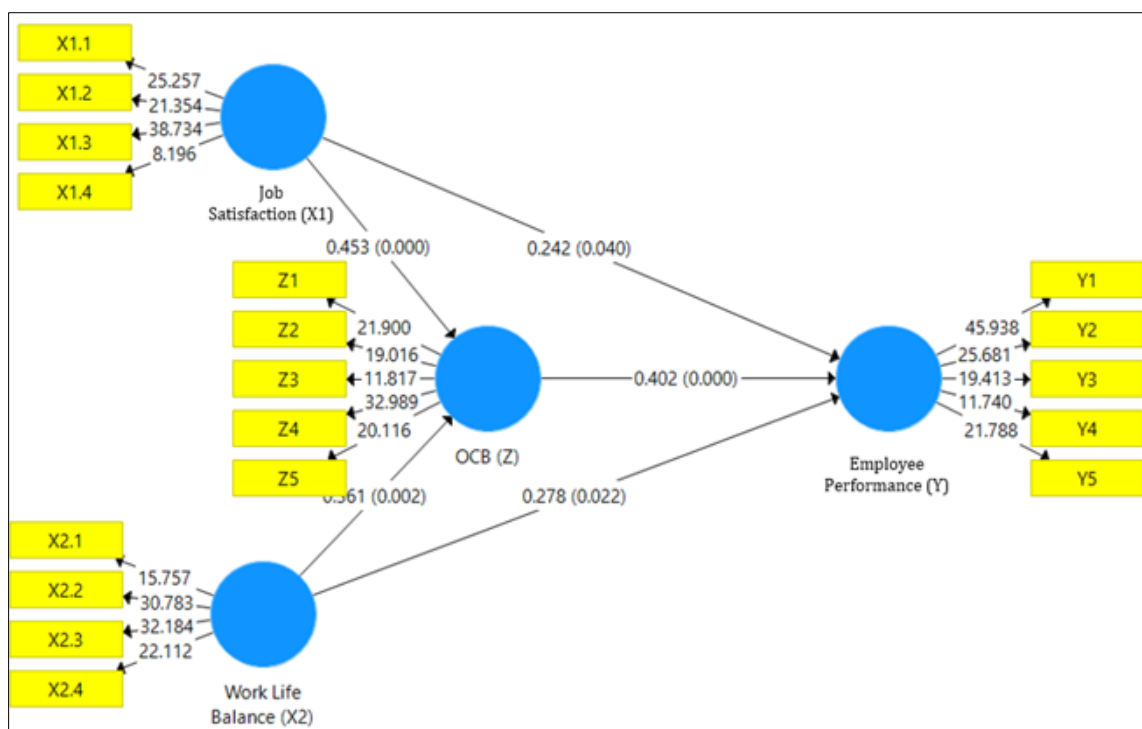 X1.1
X1.2
X1.3
X1.4
25.257
21.354
38.734
8.196
Job
Satisfaction (X1)
0.453 (0.000)
0.242 (0.040)
Z1
Z2
Z3
Z4
Z5
21.900
19.016
11.817
32.989
20.116
OCB (Z)
0.402 (0.000)
Y1
Y2
Y3
Y4
Y5
45.938
25.681
19.413
11.740
21.788
Employee
Performance (Y)
(0.002)
0.278 (0.022)
X2.1
X2.2
X2.3
X2.4
15.757
30.783
32.184
22.112
Work Life
Balance (X2)